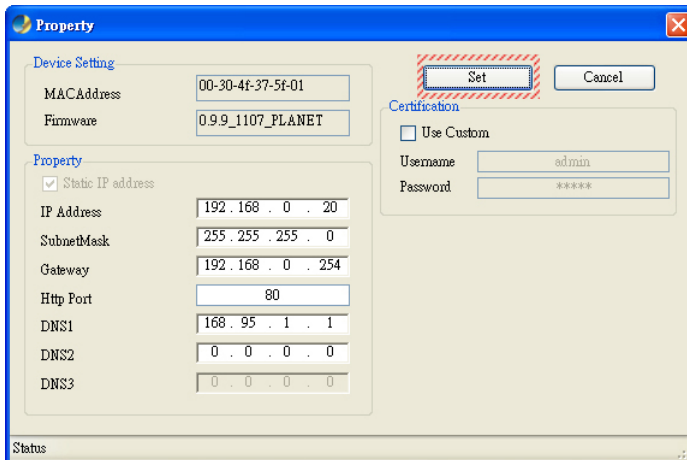 Property
Device Setting
MACAddress 00-30-4f-37-5f-01
Firmware 0.9.9_1107_PLANET
Set Cancel
Certification
Use Custom
Username admin
Password *****
Property
Static IP address
IP Address 192 . 168 . 0 . 20
SubnetMask 255 . 255 . 255 . 0
Gateway 192 . 168 . 0 . 254
Http Port 80
DNS1 168 . 95 . 1 . 1
DNS2 0 . 0 . 0 . 0
DNS3 0 . 0 . 0 . 0
Status